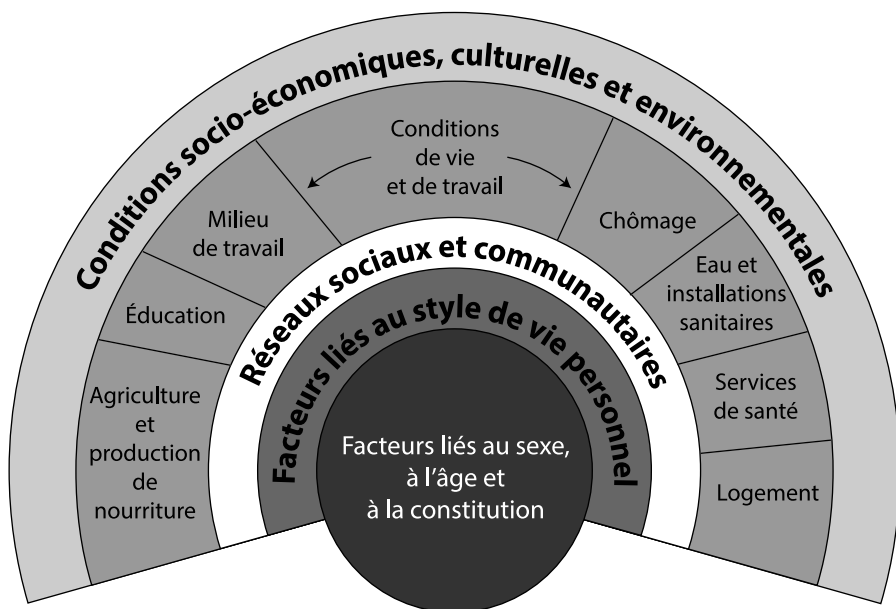 Conditions socio-économiques, culturelles et environnementales
Conditions
de vie
et de travail
Agriculture
et
production
de
nourriture
Éducation
Milieu
de travail
Chômage
Eau et
installations
sanitaires
Services
de santé
Logement
Réseaux sociaux et communautaires
Facteurs liés au style de vie personnel
Facteurs liés au sexe,
à l'âge et
à la constitution